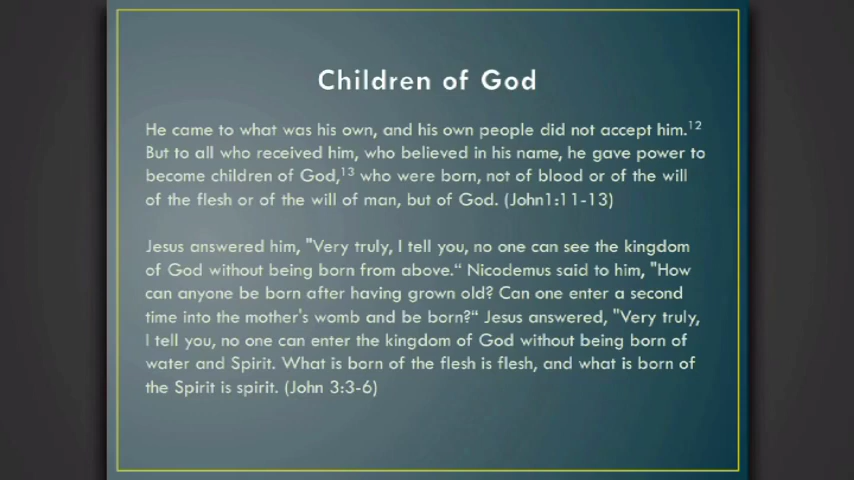 Children of God
He came to what was his own, and his own people did not accept him.¹²
But to all who received him, who believed in his name, he gave power to
become children of God,¹³ who were born, not of blood or of the will
of the flesh or of the will of man, but of God. (John1:11-13)
Jesus answered him, "Very truly, I tell you, no one can see the kingdom
of God without being born from above.“ Nicodemus said to him, "How
can anyone be born after having grown old? Can one enter a second
time into the mother's womb and be born?“ Jesus answered, "Very truly,
I tell you, no one can enter the kingdom of God without being born of
water and Spirit. What is born of the flesh is flesh, and what is born of
the Spirit is spirit. (John 3:3-6)